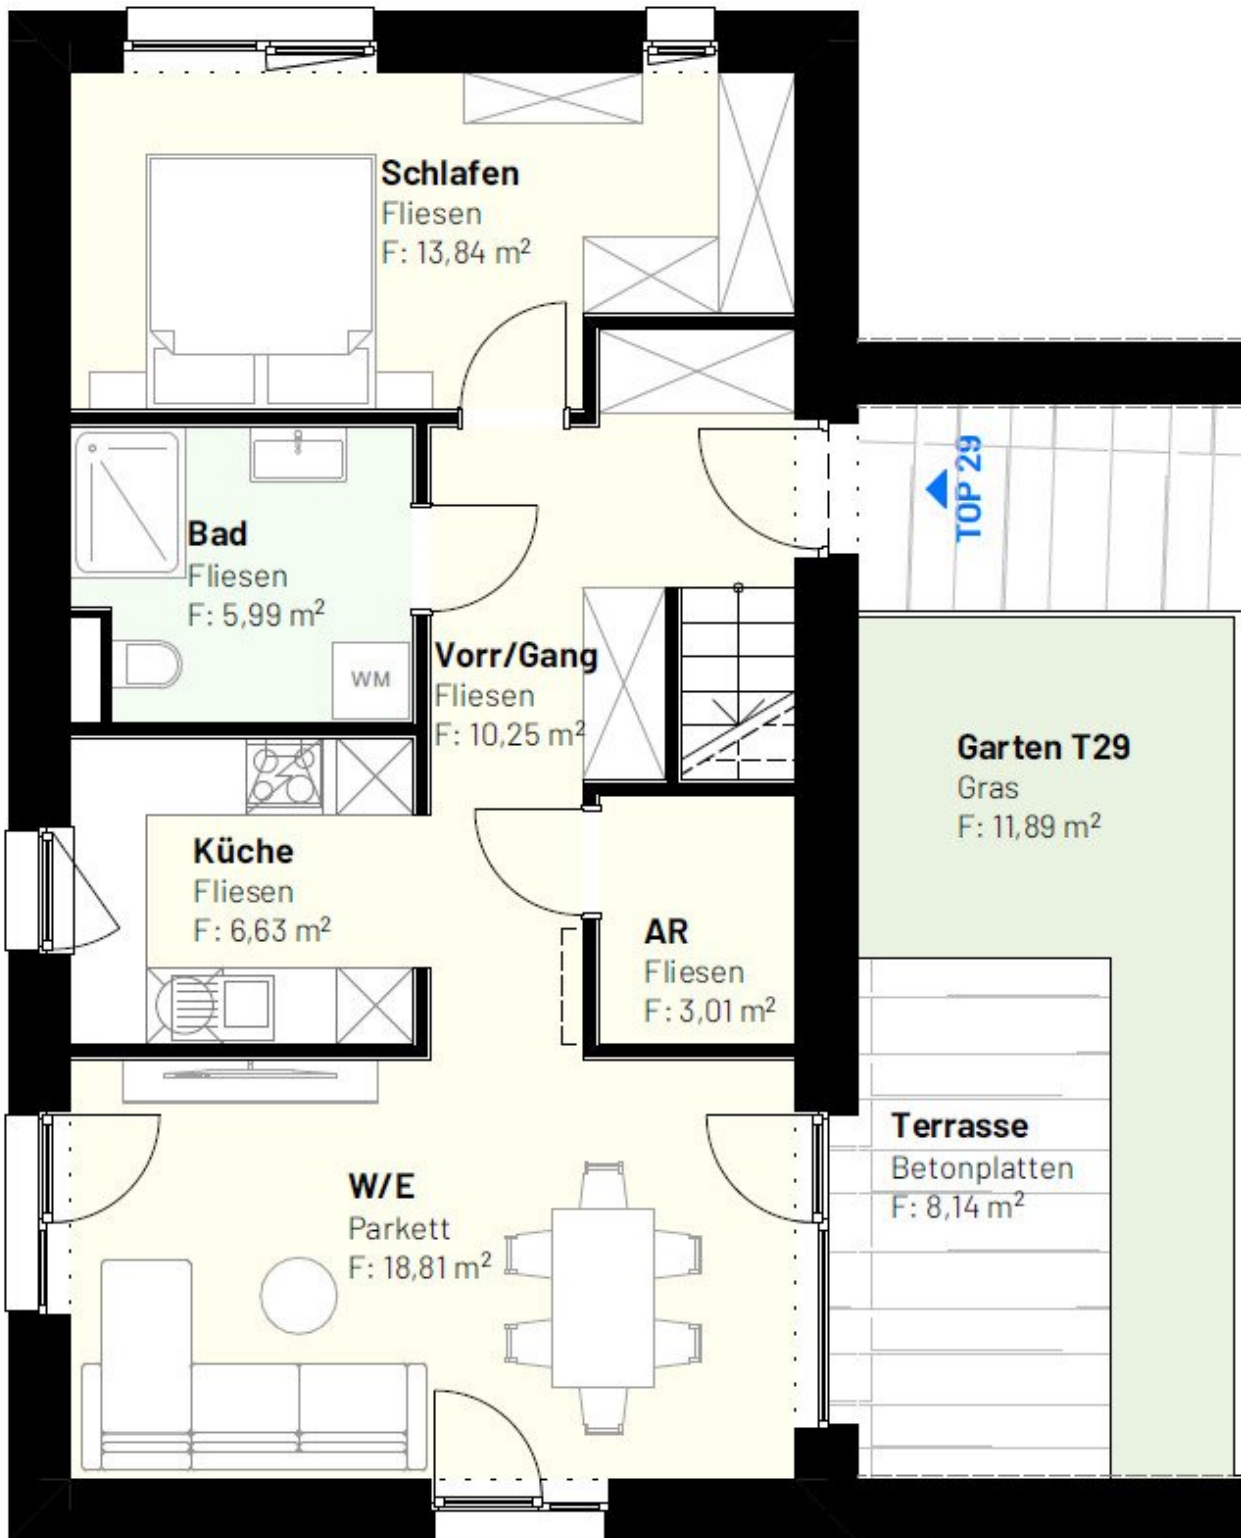 Schlafen
Fliesen
F: 13,84 m²
TOP 29
Bad
Fliesen
F: 5,99 m²
WM
Vorr/Gang
Fliesen
F: 10,25 m²
Garten T29
Gras
F: 11,89 m²
Küche
Fliesen
F: 6,63 m²
AR
Fliesen
F: 3,01 m²
Terrasse
Betonplatten
F: 8,14 m²
W/E
Parkett
F: 18,81 m²